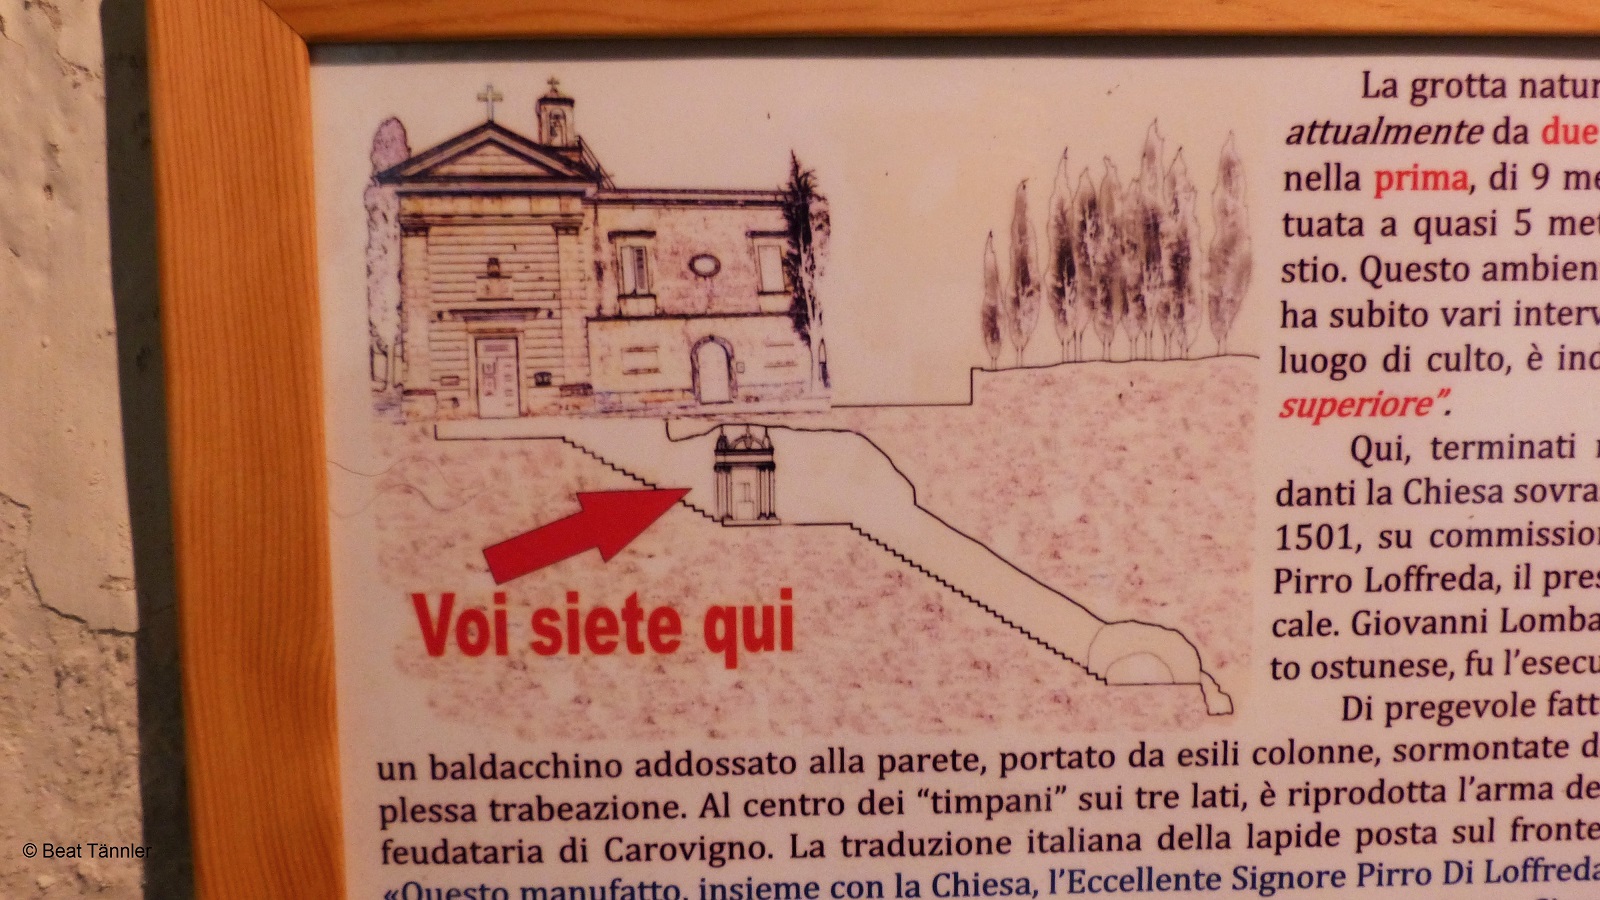 La grotta natur
attualmente da due
nella prima, di 9 me
tuata a quasi 5 met
stio. Questo ambien
ha subito vari interv
luogo di culto, è ind
superiore”.
Qui, terminati
danti la Chiesa sovra
1501, su commissio
Pirro Loffreda, il pres
cale. Giovanni Lomba
to ostunese, fu l’esecu
Di pregevole fatt
Voi siete qui
un baldacchino addossato alla parete, portato da esili colonne, sormontate d
plessa trabeazione. Al centro dei “timpani” sui tre lati, è riprodotta l’arma de
feudataria di Carovigno. La traduzione italiana della lapide posta sul fronte
«Questo manufatto, insieme con la Chiesa, l’Eccellente Signore Pirro Di Loffreda
© Beat Tännler